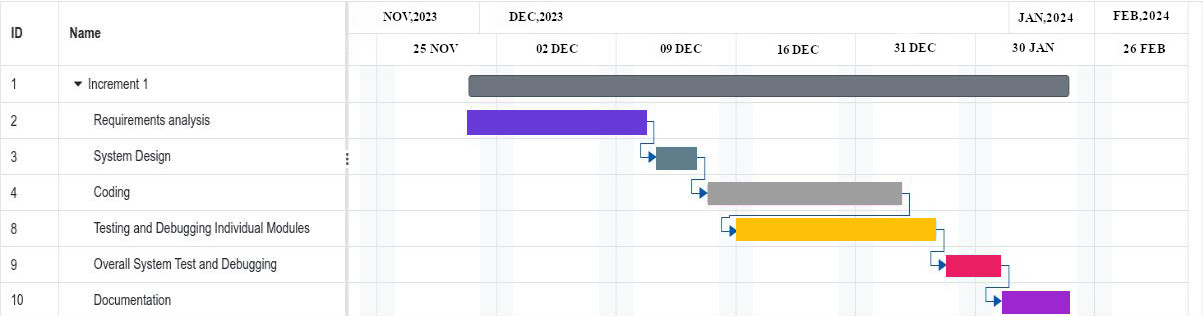 NOV,2023 DEC,2023 JAN,2024 FEB,2024
ID Name
25 NOV 02 DEC 09 DEC 16 DEC 31 DEC 30 JAN 26 FEB
1 Increment 1
2 Requirements analysis
3 System Design
4 Coding
8 Testing and Debugging Individual Modules
9 Overall System Test and Debugging
10 Documentation